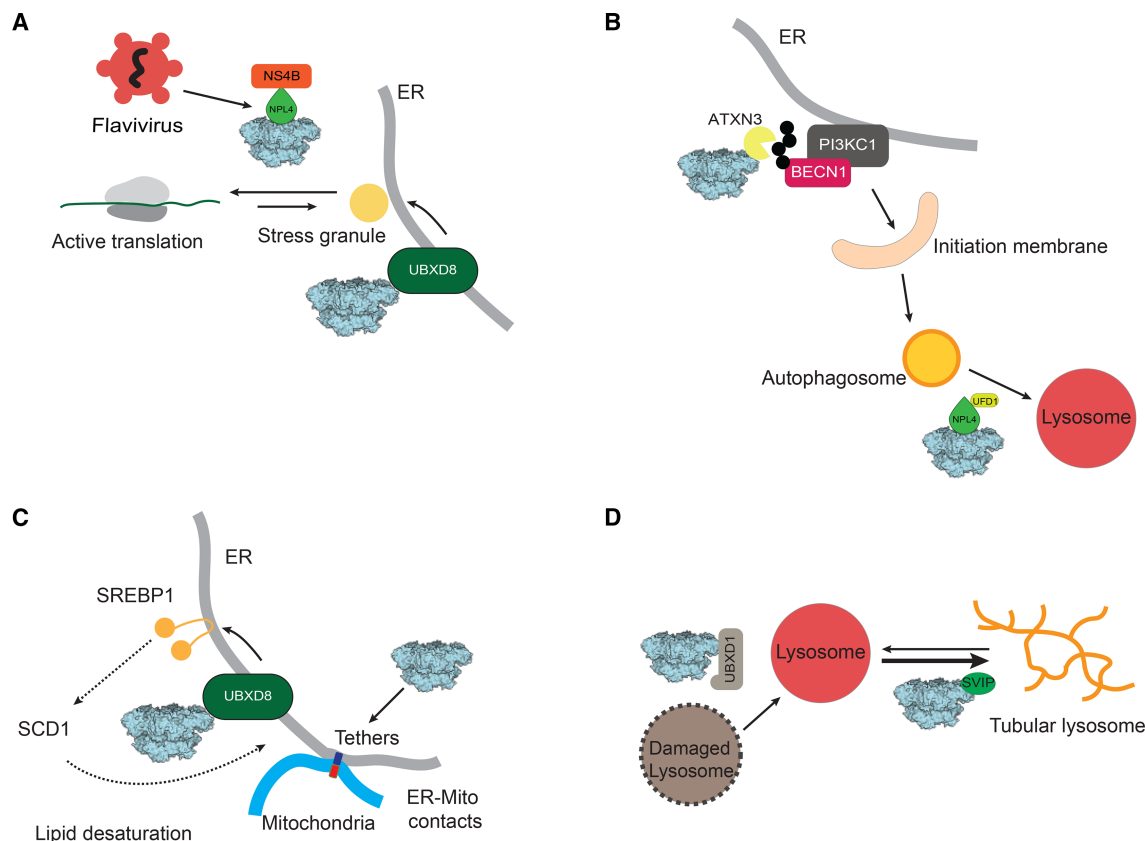 A
Flavivirus
NS4B
NPL4
ER
Active translation
Stress granule
UBXD8
B
ER
ATXN3
PI3KC1
BECN1
Initiation membrane
Autophagosome
UFD1
NPL4
Lysosome
C
ER
SREBP1
UBXD8
SCD1
Tethers
Mitochondria
ER-Mito
contacts
Lipid desaturation
D
UBXD1
Lysosome
SVIP
Tubular lysosome
Damaged
Lysosome